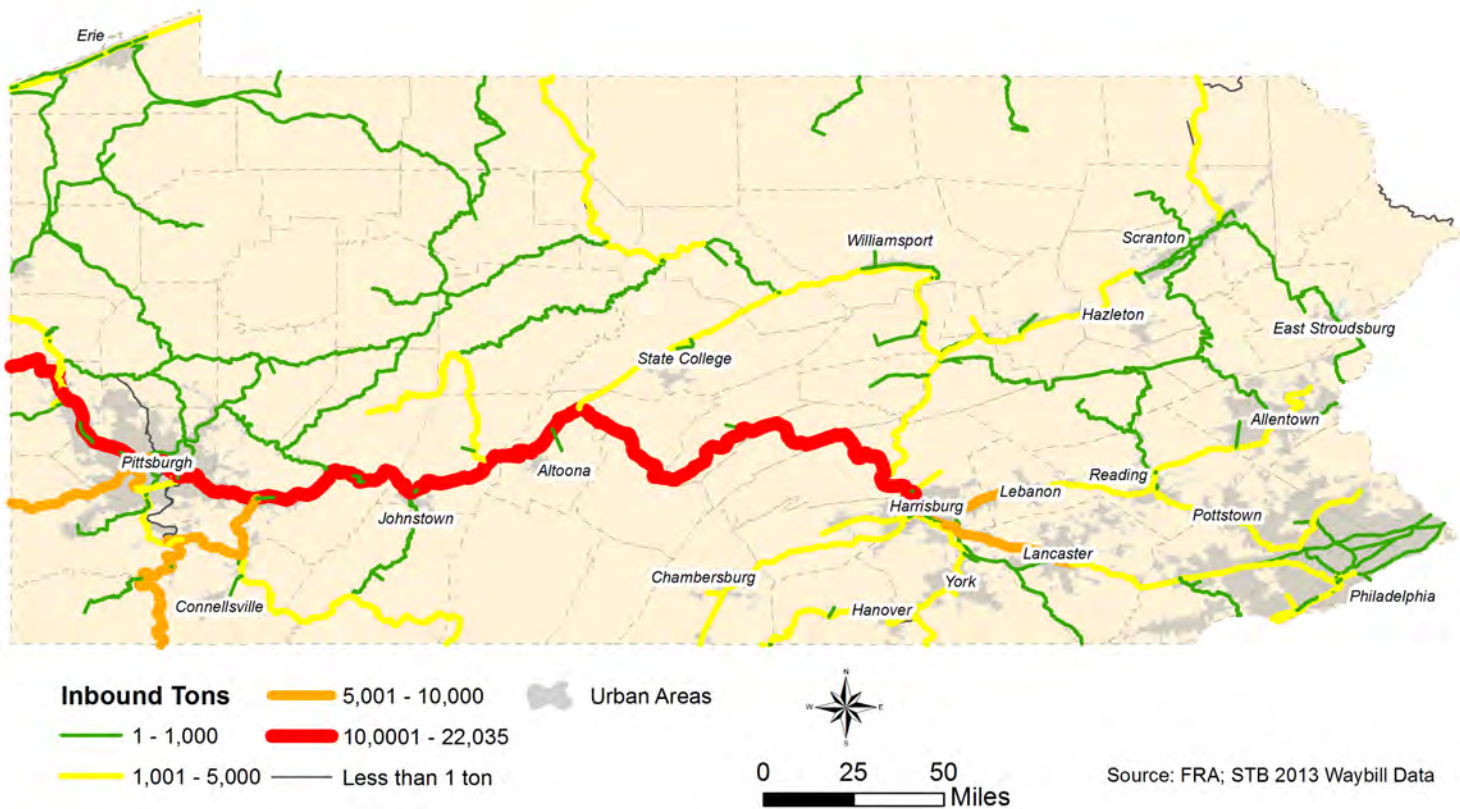 Erie
Williamsport
Scranton
Hazleton
East Stroudsburg
State College
Allentown
Pittsburgh
Altoona
Reading
Lebanon
Harrisburg
Pottstown
Johnstown
Lancaster
Chambersburg
York
Connellsville
Hanover
Philadelphia
Inbound Tons
1 - 1,000
1,001 - 5,000
5,001 - 10,000
10,0001 - 22,035
Less than 1 ton
Urban Areas
N
W E
S
0 25 50
Miles
Source: FRA; STB 2013 Waybill Data